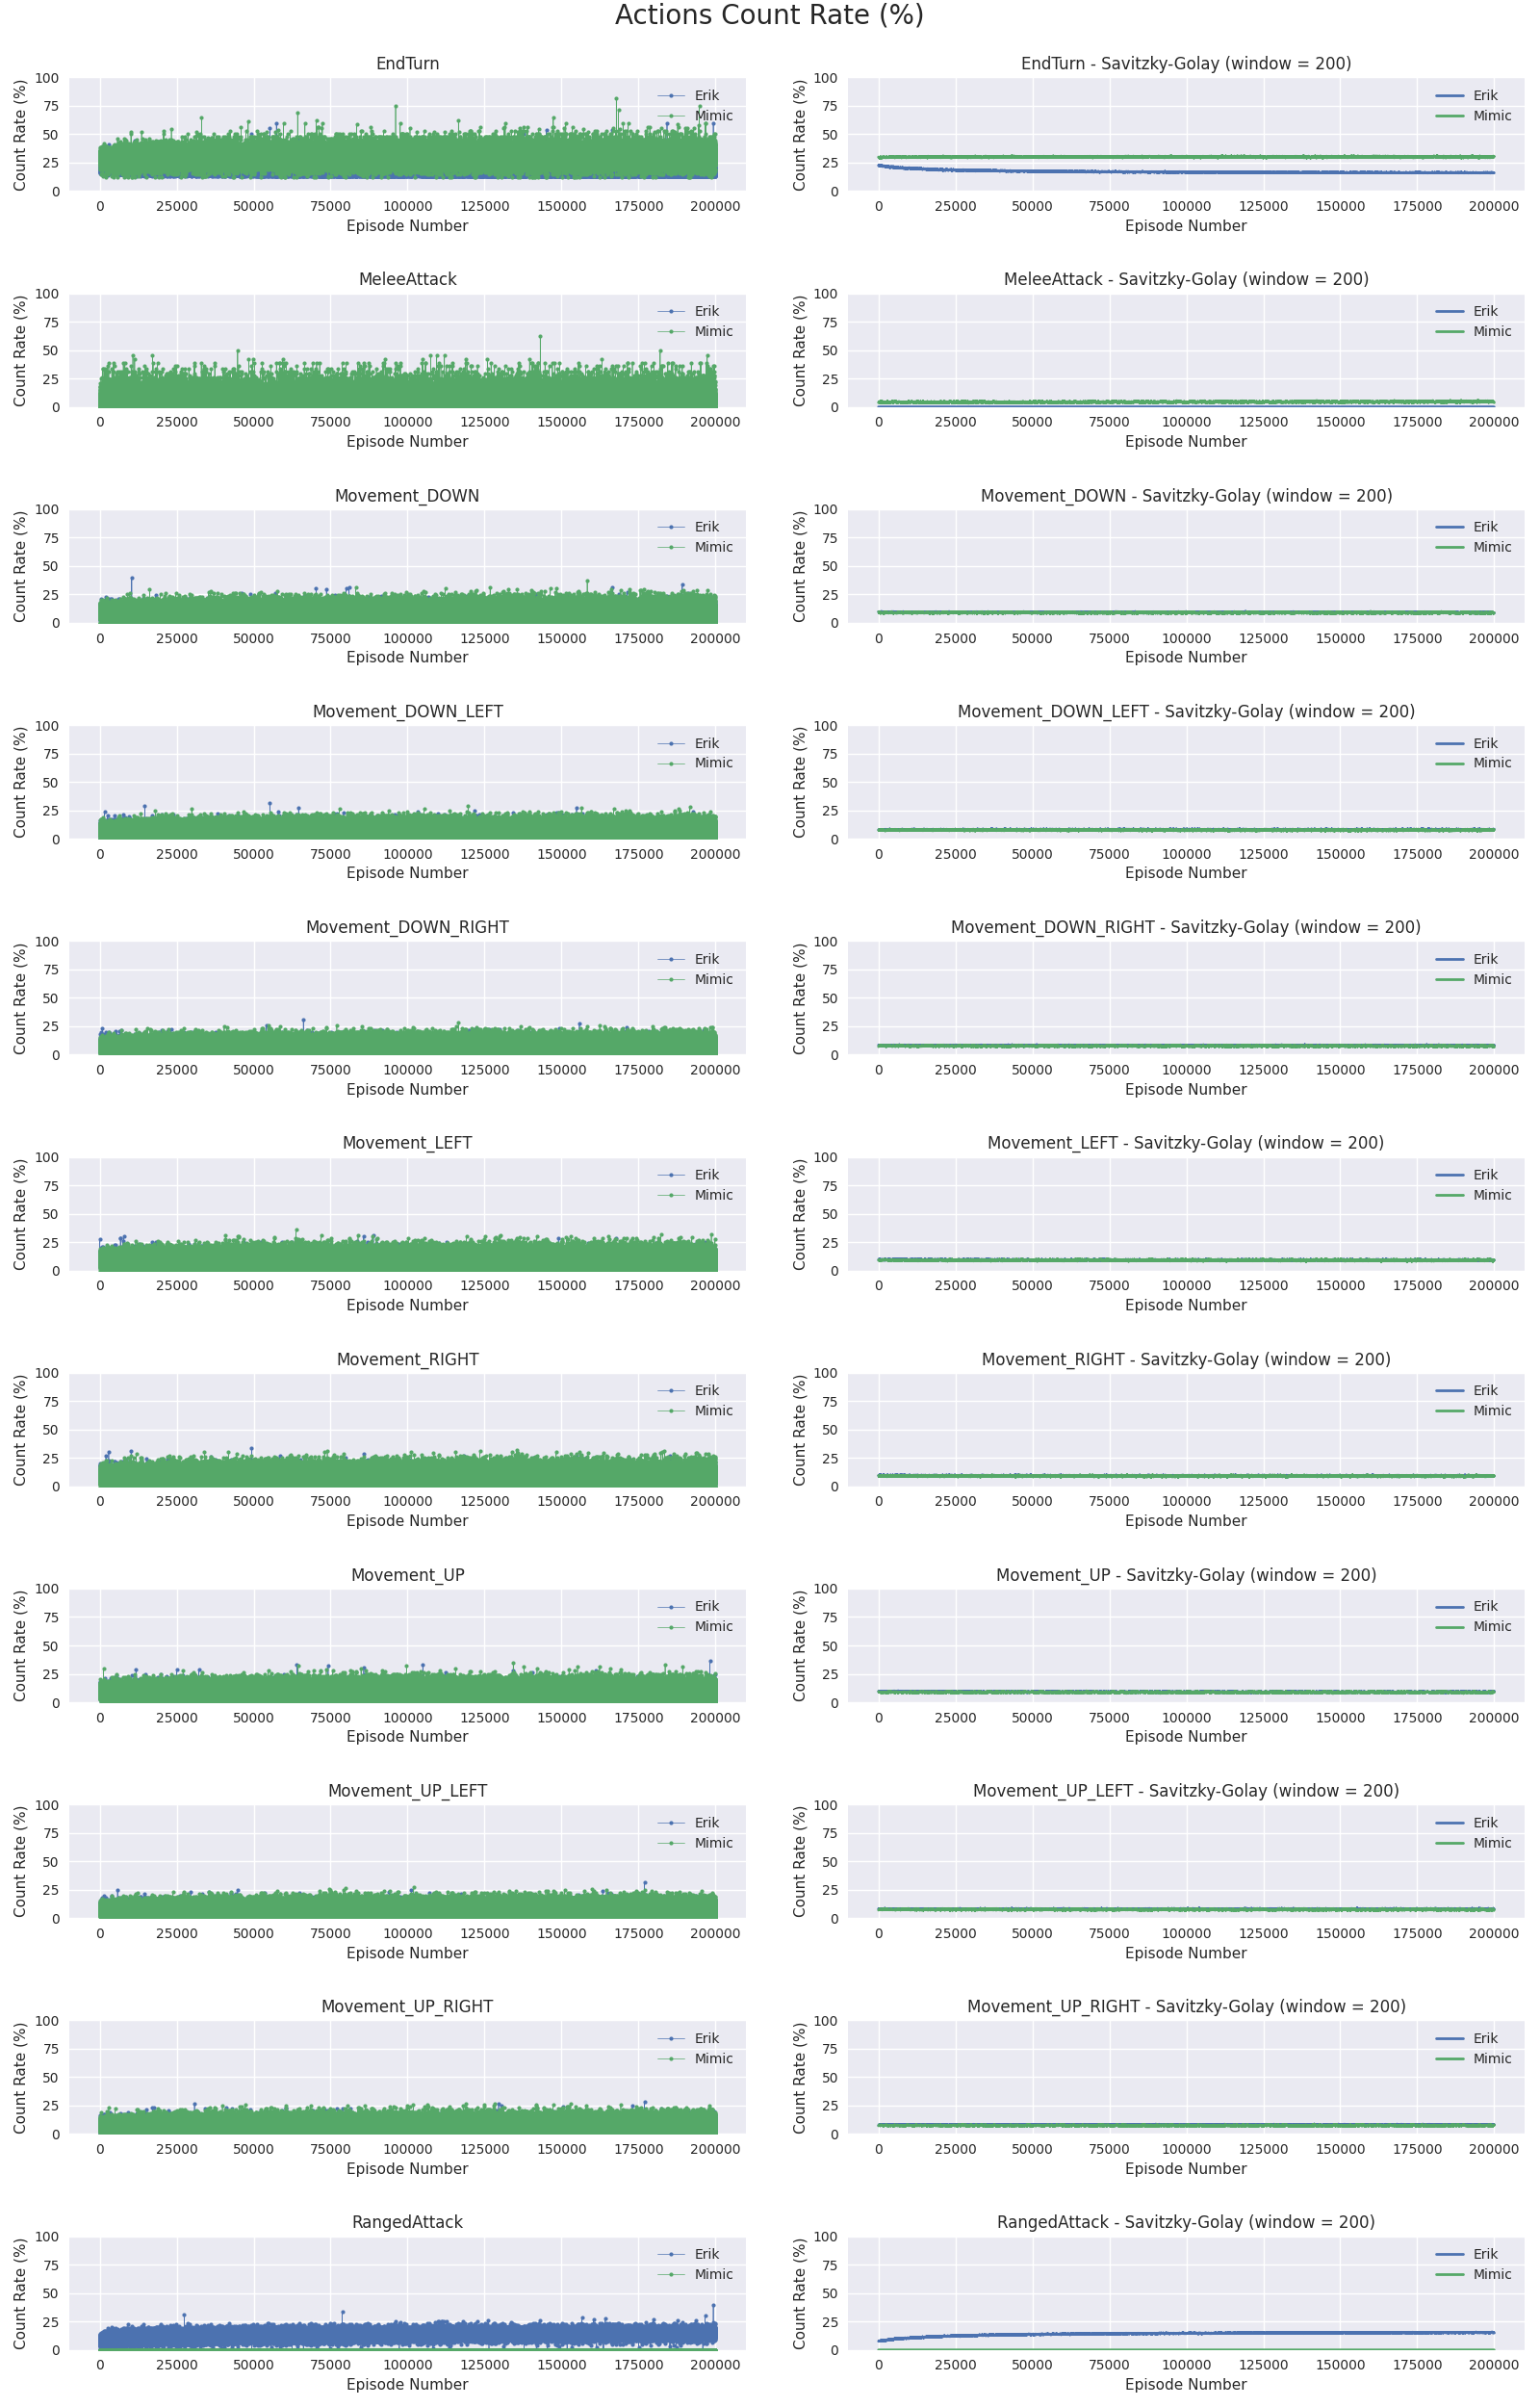 Actions Count Rate (%)
EndTurn
Count Rate (%)
100
75
50
25
0
Erik
Mimic
0 25000 50000 75000 100000 125000 150000 175000 200000
Episode Number
EndTurn - Savitzky-Golay (window = 200)
Count Rate (%)
100
75
50
25
0
Erik
Mimic
0 25000 50000 75000 100000 125000 150000 175000 200000
Episode Number
MeleeAttack
Count Rate (%)
100
75
50
25
0
Erik
Mimic
0 25000 50000 75000 100000 125000 150000 175000 200000
Episode Number
MeleeAttack - Savitzky-Golay (window = 200)
Count Rate (%)
100
75
50
25
0
Erik
Mimic
0 25000 50000 75000 100000 125000 150000 175000 200000
Episode Number
Movement_DOWN
Count Rate (%)
100
75
50
25
0
Erik
Mimic
0 25000 50000 75000 100000 125000 150000 175000 200000
Episode Number
Movement_DOWN - Savitzky-Golay (window = 200)
Count Rate (%)
100
75
50
25
0
Erik
Mimic
0 25000 50000 75000 100000 125000 150000 175000 200000
Episode Number
Movement_DOWN_LEFT
Count Rate (%)
100
75
50
25
0
Erik
Mimic
0 25000 50000 75000 100000 125000 150000 175000 200000
Episode Number
Movement_DOWN_LEFT - Savitzky-Golay (window = 200)
Count Rate (%)
100
75
50
25
0
Erik
Mimic
0 25000 50000 75000 100000 125000 150000 175000 200000
Episode Number
Movement_DOWN_RIGHT
Count Rate (%)
100
75
50
25
0
Erik
Mimic
0 25000 50000 75000 100000 125000 150000 175000 200000
Episode Number
Movement_DOWN_RIGHT - Savitzky-Golay (window = 200)
Count Rate (%)
100
75
50
25
0
Erik
Mimic
0 25000 50000 75000 100000 125000 150000 175000 200000
Episode Number
Movement_LEFT
Count Rate (%)
100
75
50
25
0
Erik
Mimic
0 25000 50000 75000 100000 125000 150000 175000 200000
Episode Number
Movement_LEFT - Savitzky-Golay (window = 200)
Count Rate (%)
100
75
50
25
0
Erik
Mimic
0 25000 50000 75000 100000 125000 150000 175000 200000
Episode Number
Movement_RIGHT
Count Rate (%)
100
75
50
25
0
Erik
Mimic
0 25000 50000 75000 100000 125000 150000 175000 200000
Episode Number
Movement_RIGHT - Savitzky-Golay (window = 200)
Count Rate (%)
100
75
50
25
0
Erik
Mimic
0 25000 50000 75000 100000 125000 150000 175000 200000
Episode Number
Movement_UP
Count Rate (%)
100
75
50
25
0
Erik
Mimic
0 25000 50000 75000 100000 125000 150000 175000 200000
Episode Number
Movement_UP - Savitzky-Golay (window = 200)
Count Rate (%)
100
75
50
25
0
Erik
Mimic
0 25000 50000 75000 100000 125000 150000 175000 200000
Episode Number
Movement_UP_LEFT
Count Rate (%)
100
75
50
25
0
Erik
Mimic
0 25000 50000 75000 100000 125000 150000 175000 200000
Episode Number
Movement_UP_LEFT - Savitzky-Golay (window = 200)
Count Rate (%)
100
75
50
25
0
Erik
Mimic
0 25000 50000 75000 100000 125000 150000 175000 200000
Episode Number
Movement_UP_RIGHT
Count Rate (%)
100
75
50
25
0
Erik
Mimic
0 25000 50000 75000 100000 125000 150000 175000 200000
Episode Number
Movement_UP_RIGHT - Savitzky-Golay (window = 200)
Count Rate (%)
100
75
50
25
0
Erik
Mimic
0 25000 50000 75000 100000 125000 150000 175000 200000
Episode Number
RangedAttack
Count Rate (%)
100
75
50
25
0
Erik
Mimic
0 25000 50000 75000 100000 125000 150000 175000 200000
Episode Number
RangedAttack - Savitzky-Golay (window = 200)
Count Rate (%)
100
75
50
25
0
Erik
Mimic
0 25000 50000 75000 100000 125000 150000 175000 200000
Episode Number